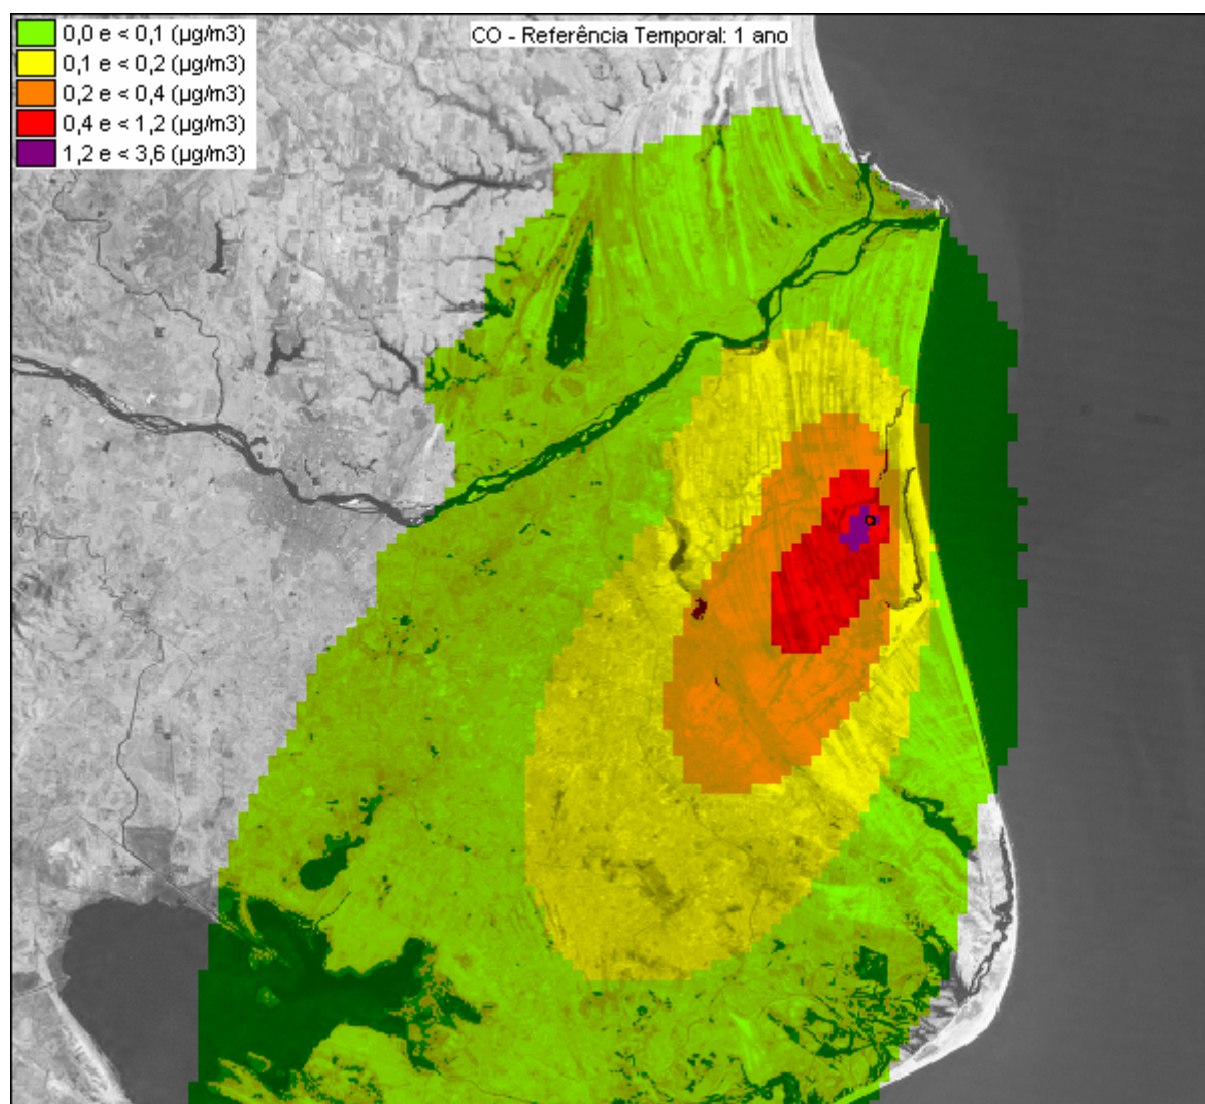 CO - Referência Temporal: 1 ano
0,0 e < 0,1 (µg/m3)
0,1 e < 0,2 (µg/m3)
0,2 e < 0,4 (µg/m3)
0,4 e < 1,2 (µg/m3)
1,2 e < 3,6 (µg/m3)